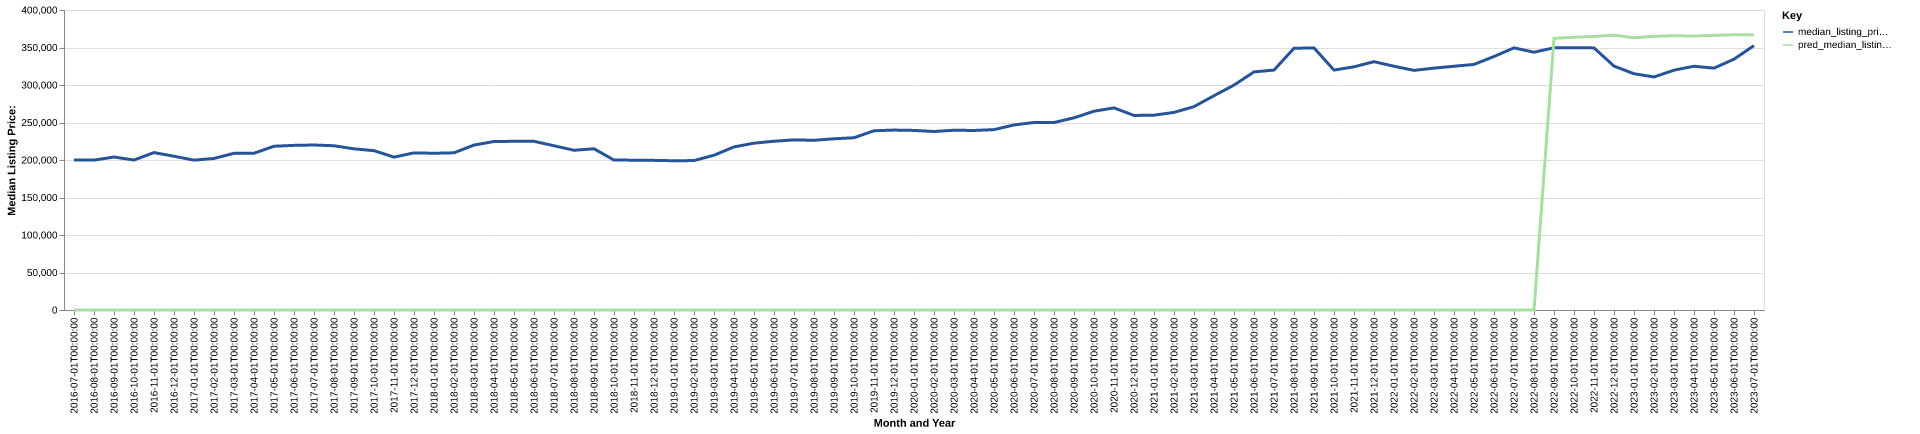 400,000
350,000
300,000
250,000
200,000
150,000
100,000
50,000
0
Median Listing Price:
2016-07-01T00:00:00
2016-08-01T00:00:00
2016-09-01T00:00:00
2016-10-01T00:00:00
2016-11-01T00:00:00
2016-12-01T00:00:00
2017-01-01T00:00:00
2017-02-01T00:00:00
2017-03-01T00:00:00
2017-04-01T00:00:00
2017-05-01T00:00:00
2017-06-01T00:00:00
2017-07-01T00:00:00
2017-08-01T00:00:00
2017-09-01T00:00:00
2017-10-01T00:00:00
2017-11-01T00:00:00
2017-12-01T00:00:00
2018-01-01T00:00:00
2018-02-01T00:00:00
2018-03-01T00:00:00
2018-04-01T00:00:00
2018-05-01T00:00:00
2018-06-01T00:00:00
2018-07-01T00:00:00
2018-08-01T00:00:00
2018-09-01T00:00:00
2018-10-01T00:00:00
2018-11-01T00:00:00
2018-12-01T00:00:00
2019-01-01T00:00:00
2019-02-01T00:00:00
2019-03-01T00:00:00
2019-04-01T00:00:00
2019-05-01T00:00:00
2019-06-01T00:00:00
2019-07-01T00:00:00
2019-08-01T00:00:00
2019-09-01T00:00:00
2019-10-01T00:00:00
2019-11-01T00:00:00
2019-12-01T00:00:00
2020-01-01T00:00:00
2020-02-01T00:00:00
2020-03-01T00:00:00
2020-04-01T00:00:00
2020-05-01T00:00:00
2020-06-01T00:00:00
2020-07-01T00:00:00
2020-08-01T00:00:00
2020-09-01T00:00:00
2020-10-01T00:00:00
2020-11-01T00:00:00
2020-12-01T00:00:00
2021-01-01T00:00:00
2021-02-01T00:00:00
2021-03-01T00:00:00
2021-04-01T00:00:00
2021-05-01T00:00:00
2021-06-01T00:00:00
2021-07-01T00:00:00
2021-08-01T00:00:00
2021-09-01T00:00:00
2021-10-01T00:00:00
2021-11-01T00:00:00
2021-12-01T00:00:00
2022-01-01T00:00:00
2022-02-01T00:00:00
2022-03-01T00:00:00
2022-04-01T00:00:00
2022-05-01T00:00:00
2022-06-01T00:00:00
2022-07-01T00:00:00
2022-08-01T00:00:00
2022-09-01T00:00:00
2022-10-01T00:00:00
2022-11-01T00:00:00
2022-12-01T00:00:00
2023-01-01T00:00:00
2023-02-01T00:00:00
2023-03-01T00:00:00
2023-04-01T00:00:00
2023-05-01T00:00:00
2023-06-01T00:00:00
2023-07-01T00:00:00
Month and Year
Key
median_listing_pri…
pred_median_listin…